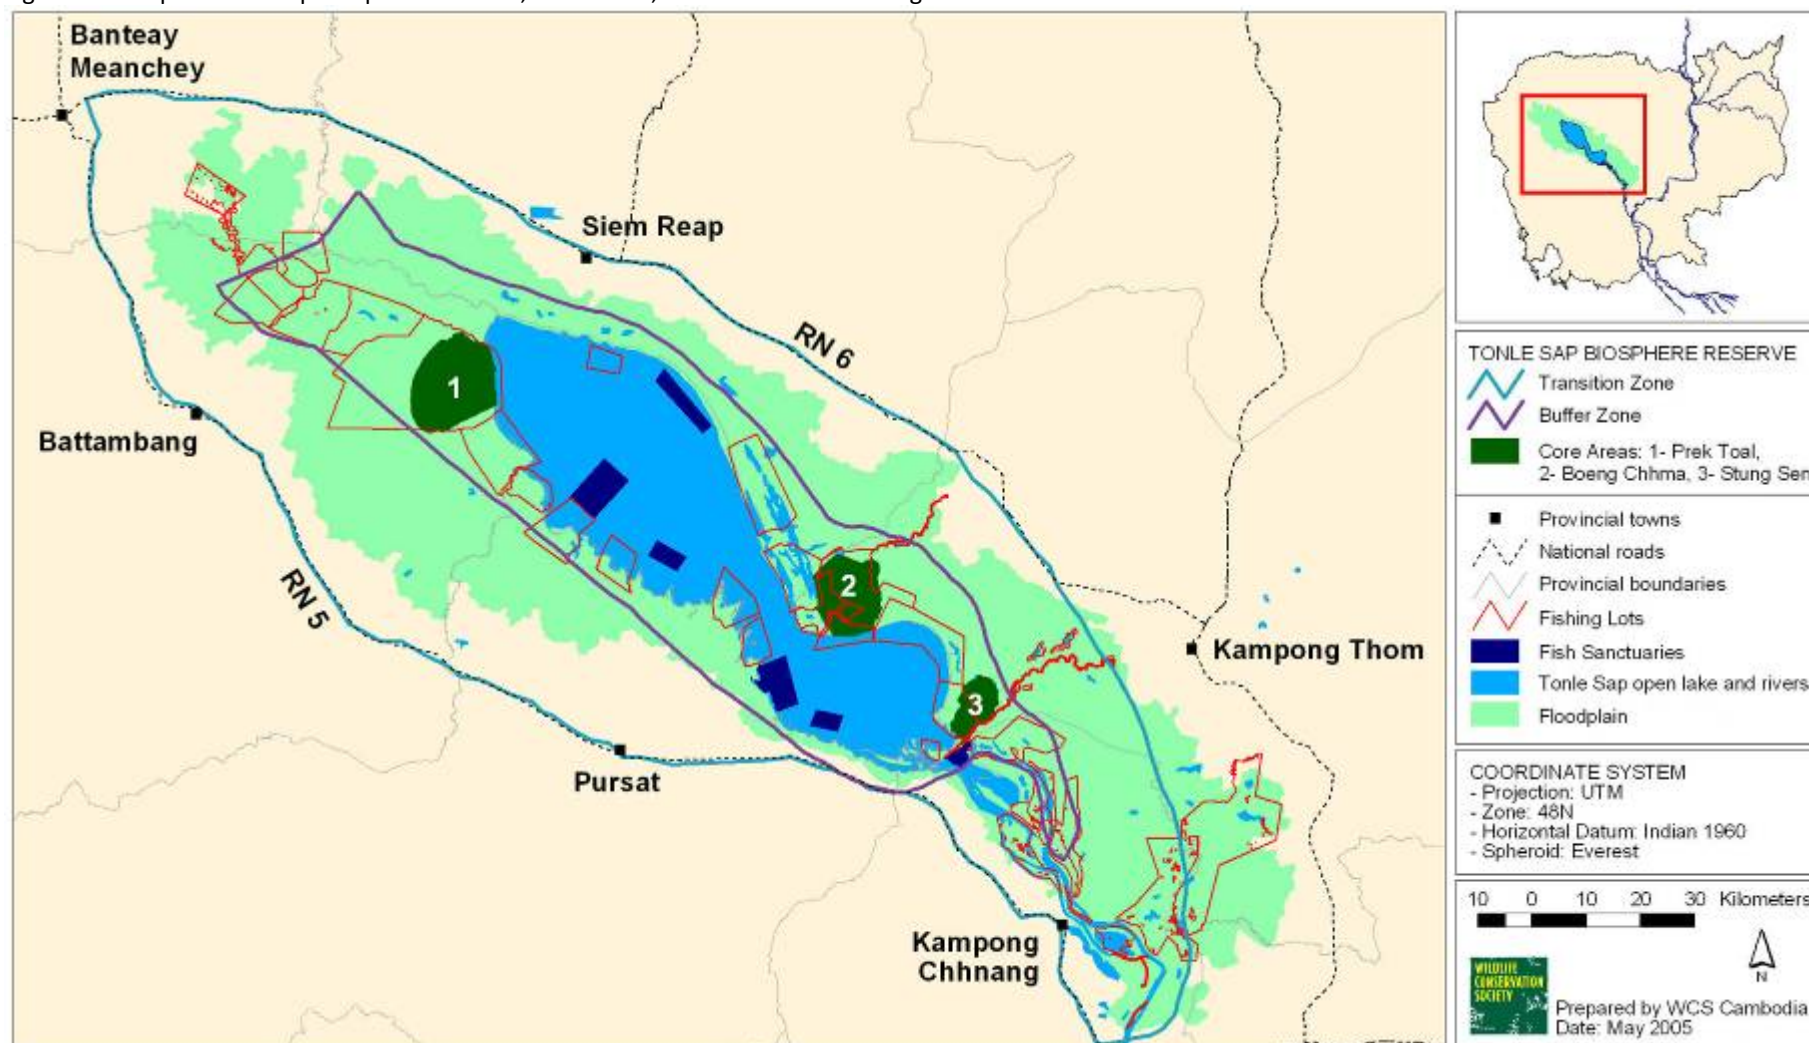 Banteay
Meanchey
Siem Reap
RN 6
1
Battambang
RN 5
2
Kampong Thom
3
Pursat
Kampong
Chhnang
TONLE SAP BIOSPHERE RESERVE
Transition Zone
Buffer Zone
Core Areas: 1- Prek Toal,
2- Boeng Chhma, 3- Stung Sen
Provincial towns
National roads
Provincial boundaries
Fishing Lots
Fish Sanctuaries
Tonle Sap open lake and rivers
Floodplain
COORDINATE SYSTEM
- Projection: UTM
- Zone: 48N
- Horizontal Datum: Indian 1960
- Spheroid: Everest
10 0 10 20 30 Kilometers
N
WILDLIFE
CONSERVATION
SOCIETY
Prepared by WCS Cambodia
Date: May 2005